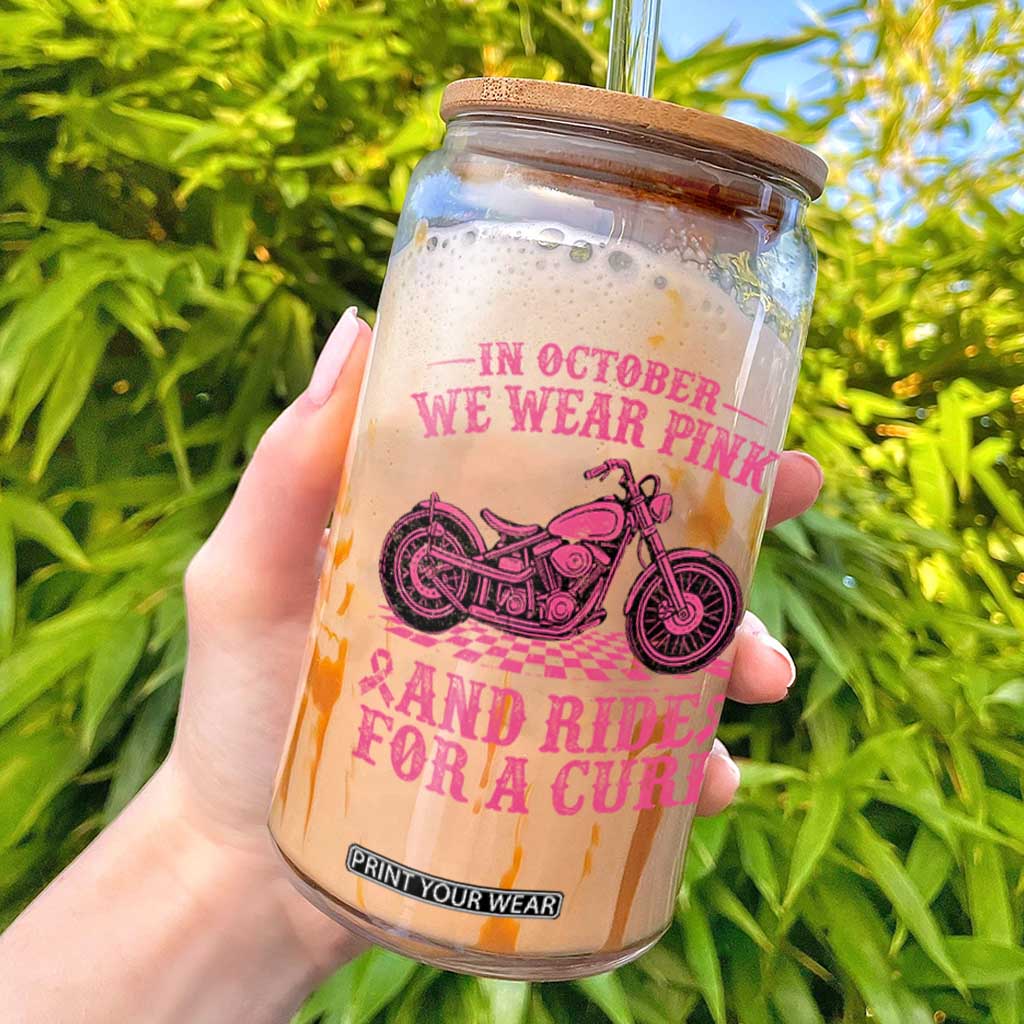 IN OCTOBER
WE WEAR PINK
AND RIDES
FOR A CURE
PRINT YOUR WEAR